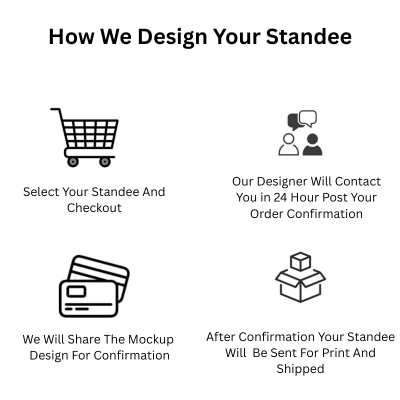 How We Design Your Standee
Select Your Standee And
Checkout
Our Designer Will Contact
You in 24 Hour Post Your
Order Confirmation
We Will Share The Mockup
Design For Confirmation
After Confirmation Your Standee
Will  Be Sent For Print And
Shipped